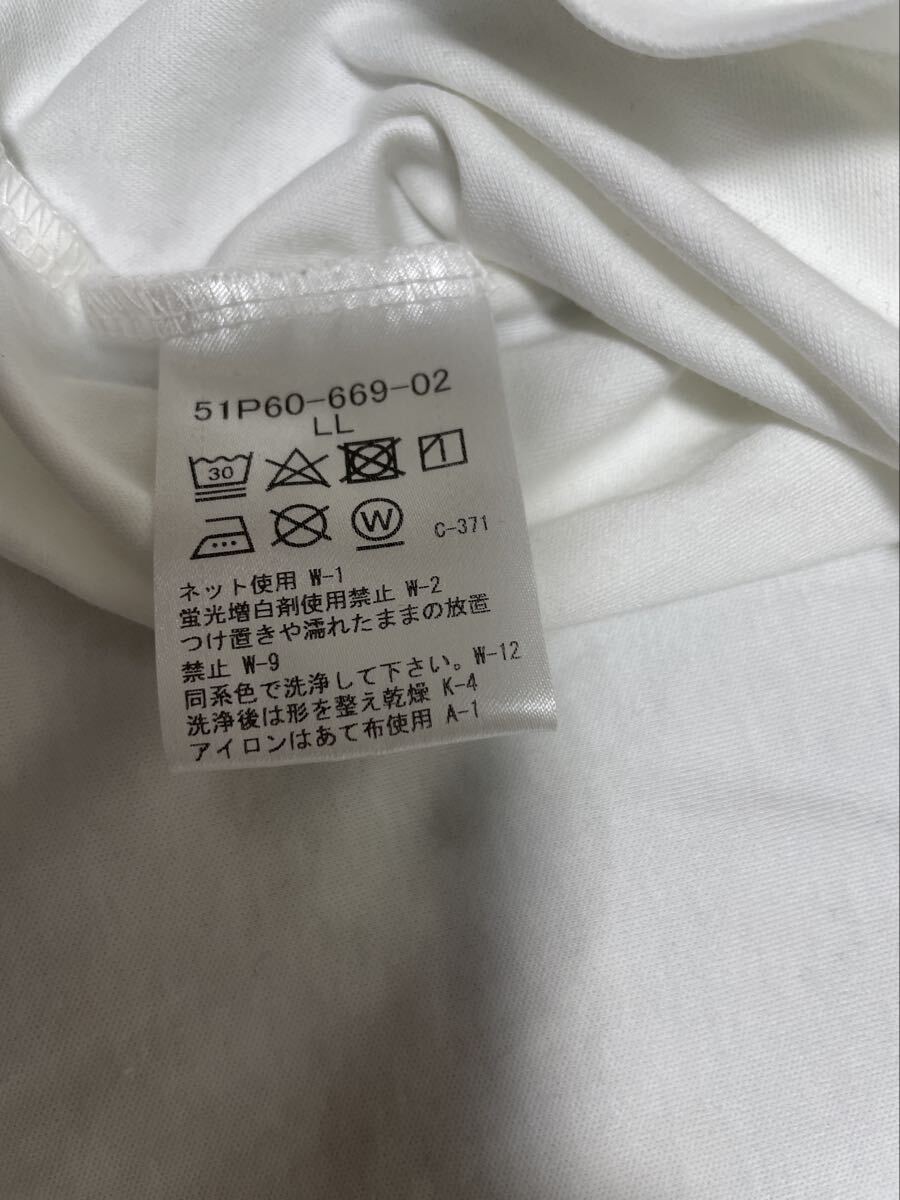 51P60-669-02
LL
30
W
C-371
ネット使用 W-1
蛍光増白剤使用禁止 W-2
つけ置きや濡れたままの放置
禁止 W-9
同系色で洗浄して下さい。W-12
洗浄後は形を整え乾燥 K-4
アイロンはあて布使用 A-1